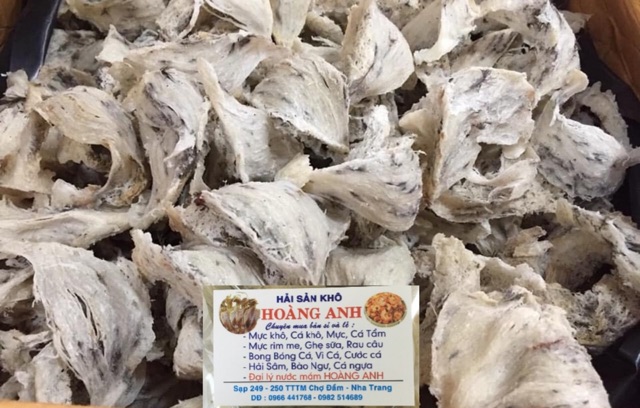 HẢI SẢN KHÔ
HOÀNG ANH
Chuyên mua bán sỉ và lẻ :
- Mực khô, Cá khô, Mực, Cá Tẩm
- Mực rim me, Ghẹ sữa, Rau câu
- Bong Bóng Cá, Vi Cá, Cước cá
- Hải Sâm, Bào Ngư, Cá ngựa
- Đại lý nước mắm HOÀNG ANH
Sạp 249 - 250 TTTM Chợ Đầm - Nha Trang
DĐ : 0966 441768 - 0982 514689